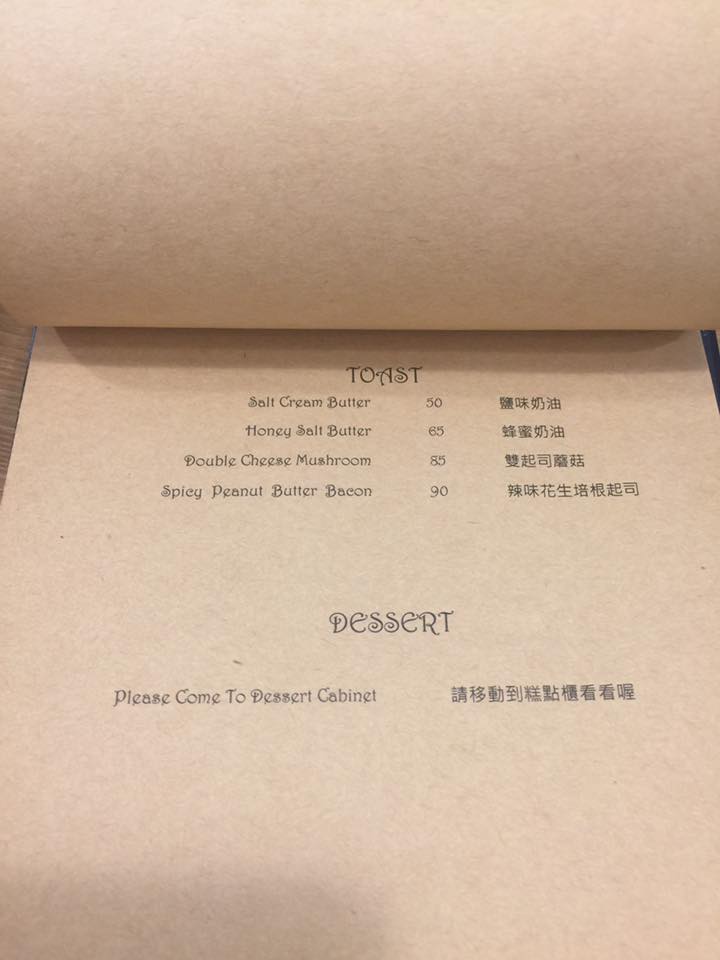 TOAST
Salt Cream Butter 50 鹽味奶油
Honey Salt Butter 65 蜂蜜奶油
Double Cheese Mushroom 85 雙起司蘑菇
Spicy Peanut Butter Bacon 90 辣味花生培根起司
DESSERT
Please Come To Dessert Cabinet 請移動到糕點櫃看看喔